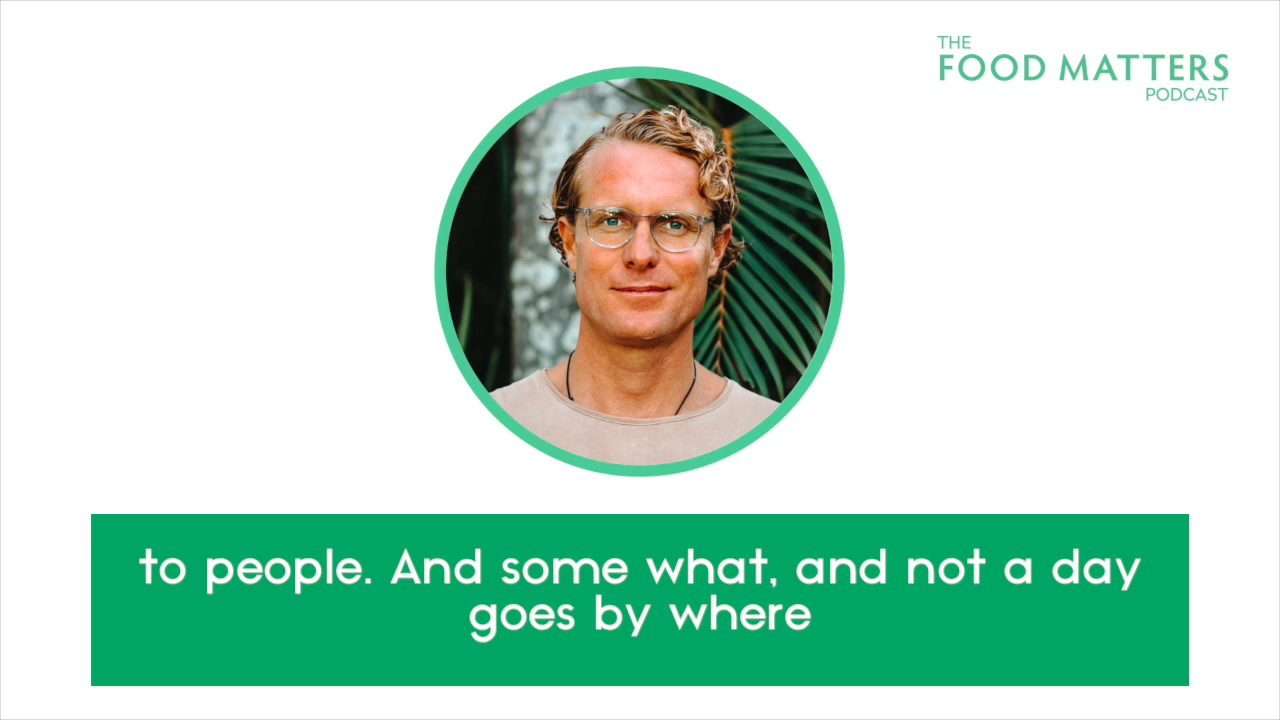 THE
FOOD MATTERS
PODCAST
to people. And some what, and not a day
goes by where